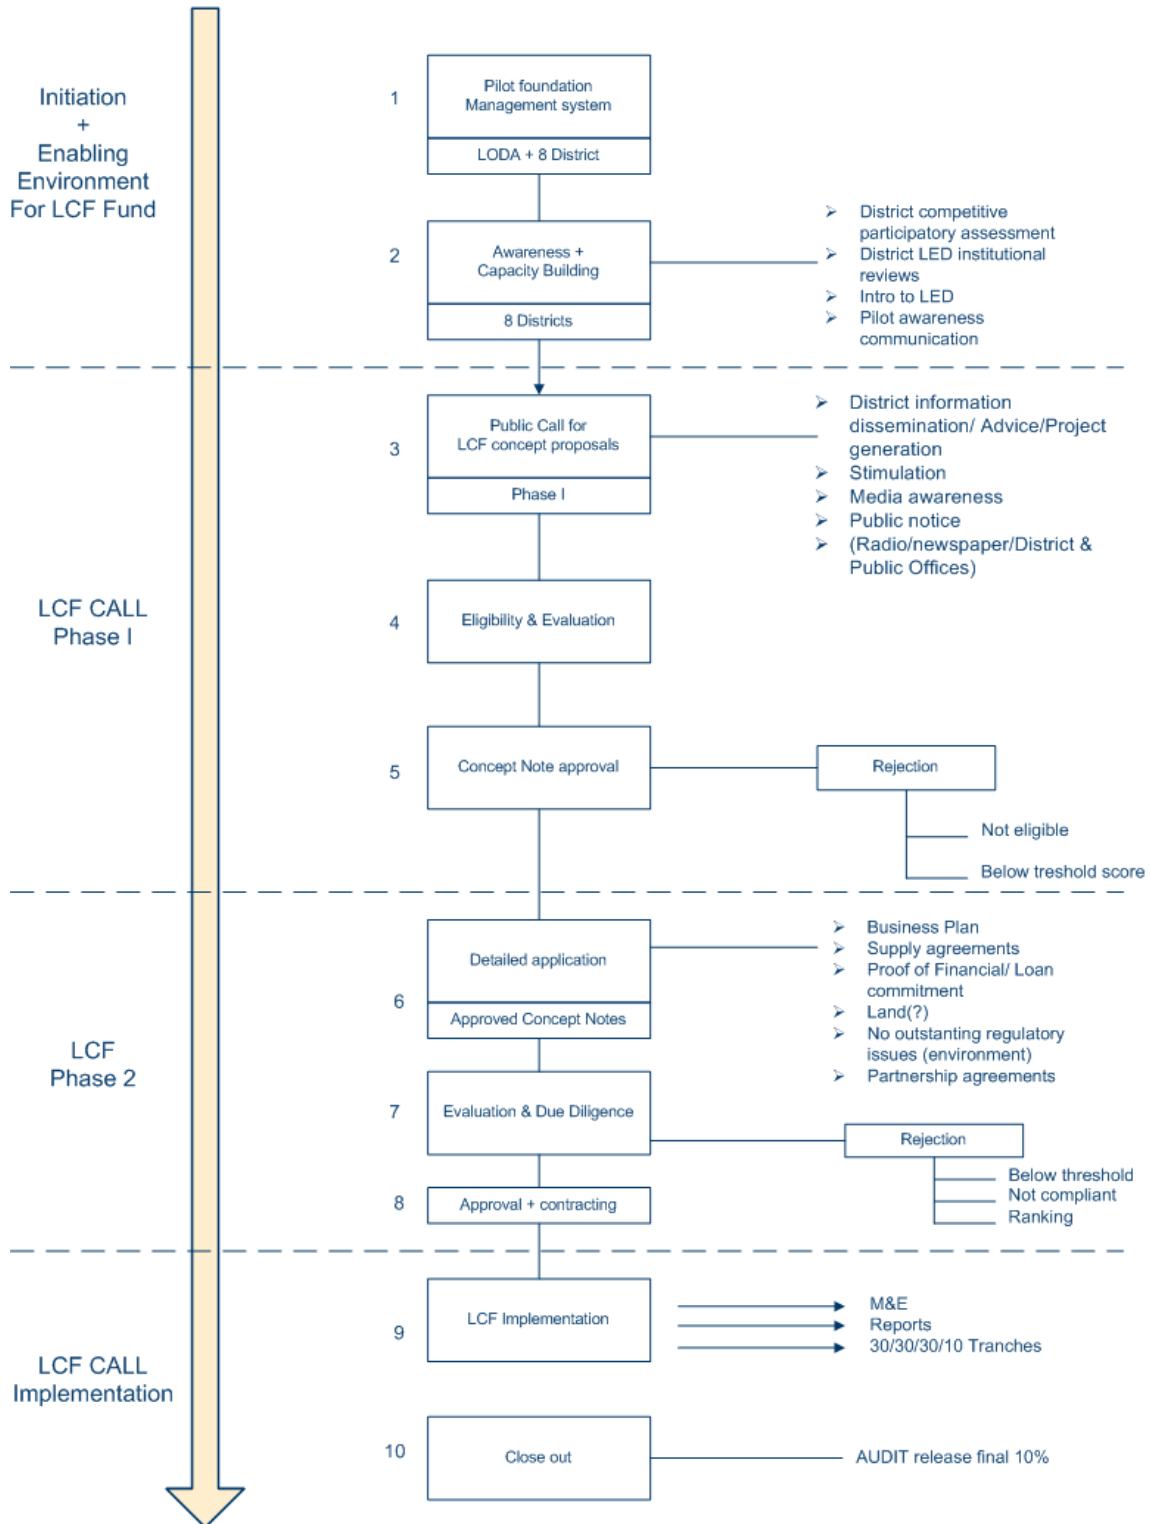 Initiation
+
Enabling
Environment
For LCF Fund
1
Pilot foundation
Management system
LODA + 8 District
2
Awareness +
Capacity Building
8 Districts
➢ District competitive
participatory assessment
➢ District LED institutional
reviews
➢ Intro to LED
➢ Pilot awareness
communication
LCF CALL
Phase I
3
Public Call for
LCF concept proposals
Phase I
➢ District information
dissemination/ Advice/Project
generation
➢ Stimulation
➢ Media awareness
➢ Public notice
➢ (Radio/newspaper/District &
Public Offices)
4
Eligibility & Evaluation
5
Concept Note approval
Rejection
Not eligible
Below treshold score
LCF
Phase 2
6
Detailed application
Approved Concept Notes
➢ Business Plan
➢ Supply agreements
➢ Proof of Financial/ Loan
commitment
➢ Land(?)
➢ No outstanting regulatory
issues (environment)
➢ Partnership agreements
7
Evaluation & Due Diligence
Rejection
Below threshold
Not compliant
Ranking
8
Approval + contracting
LCF CALL
Implementation
9
LCF Implementation
M&E
Reports
30/30/30/10 Tranches
10
Close out
AUDIT release final 10%